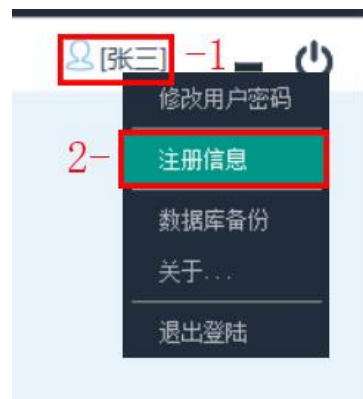 [张三] -1
修改用户密码
2- 注册信息
数据库备份
关于...
退出登陆